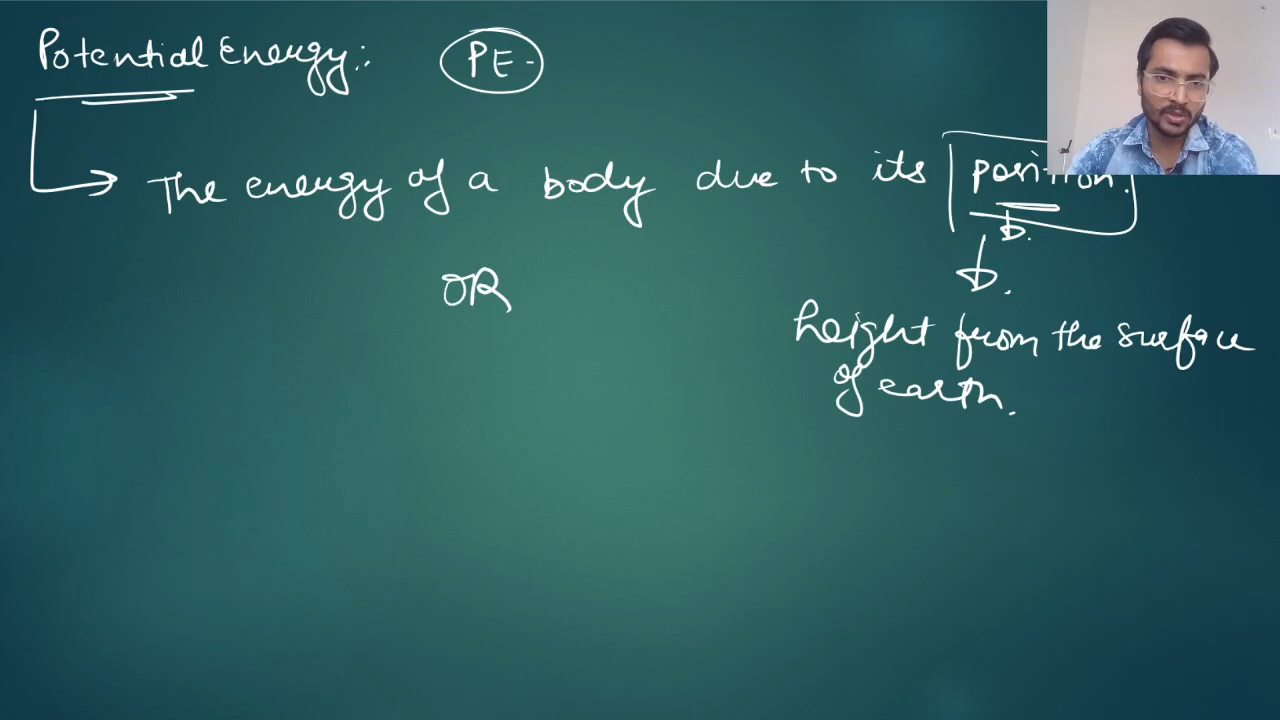 Potential Energy:
PE
The energy of a body due to its position.
OR
height from the surface
of earth.